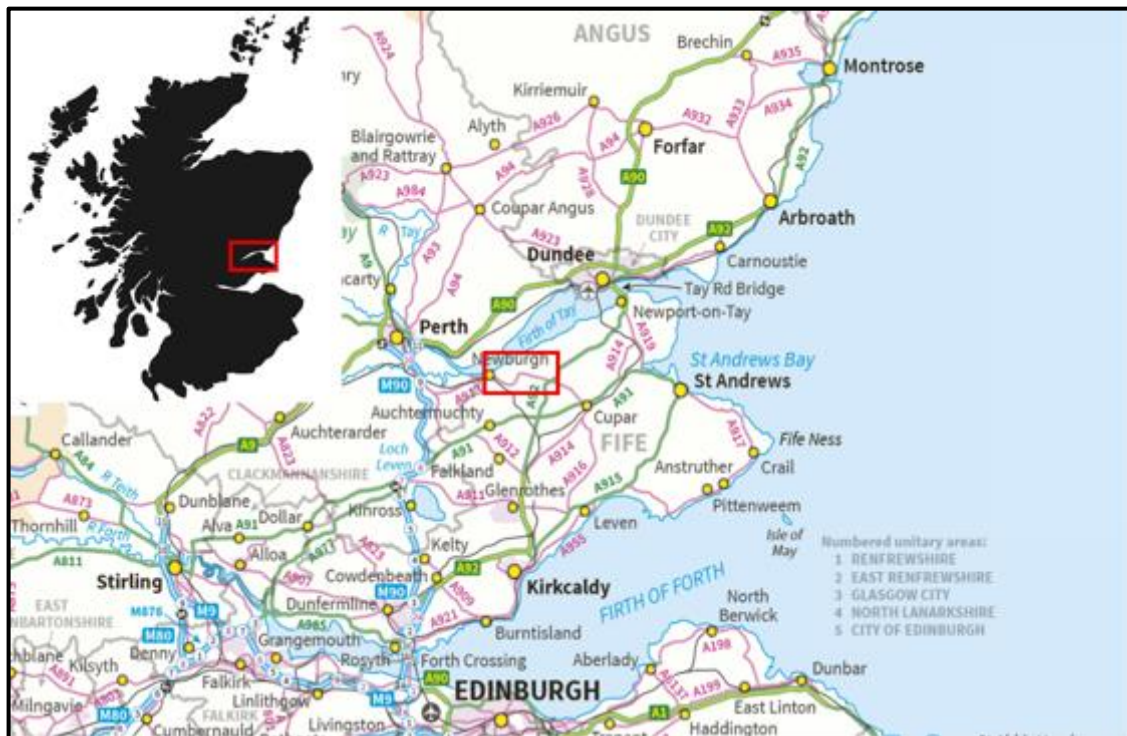 ANGUS
Brechin
A935
Montrose
A924
Kirriemuir
A933
A934
Alyth
A926
A932
Blairgowrie
and Rattray
A94
Forfar
A92
A923
A94
A90
A928
A984
Coupar Angus
DUNDEE
CITY
Arbroath
R
Tay
A9
A93
A923
A92
Dundee
Carnoustie
A94
Tay Rd Bridge
A90
Newport-on-Tay
Perth
Firth of Tay
A919
Newburgh
A914
St Andrews Bay
M90
St Andrews
A92
A91
Auchtermuchty
Cupar
A822
Auchterarder
A912
FIFE
A917
Fife Ness
Callander
A9
A823
Loch
Leven
A91
A914
A84
CLACKMANNANSHIRE
Falkland
A916
A915
Anstruther
Crail
R Teith
A911
Glenrothes
A873
Dunblane
Dollar
Kinross
Pittenweem
Thornhill
R Forth
Alva
A91
Leven
Isle of
May
A977
A823
Kelty
A955
Numbered unitary areas:
A811
Alloa
1 RENFREWSHIRE
Stirling
A907
Cowdenbeath
A92
Kirkcaldy
2 EAST RENFREWSHIRE
M90
A909
FIRTH OF FORTH
3 GLASGOW CITY
EAST
M876
M9
Dunfermline
North
Berwick
4 NORTH LANARKSHIRE
A985
A921
5 CITY OF EDINBURGH
M80
Grangemouth
Burntisland
Denny
Rosyth
Forth Crossing
Aberlady
A198
Kilsyth
Dunbar
A891
Falkirk
A90
A6137
A199
M9
EDINBURGH
Linlithgow
East Linton
Milngavie
M80
FALKIRK
A1
Cumbernauld
Livingston
Haddington